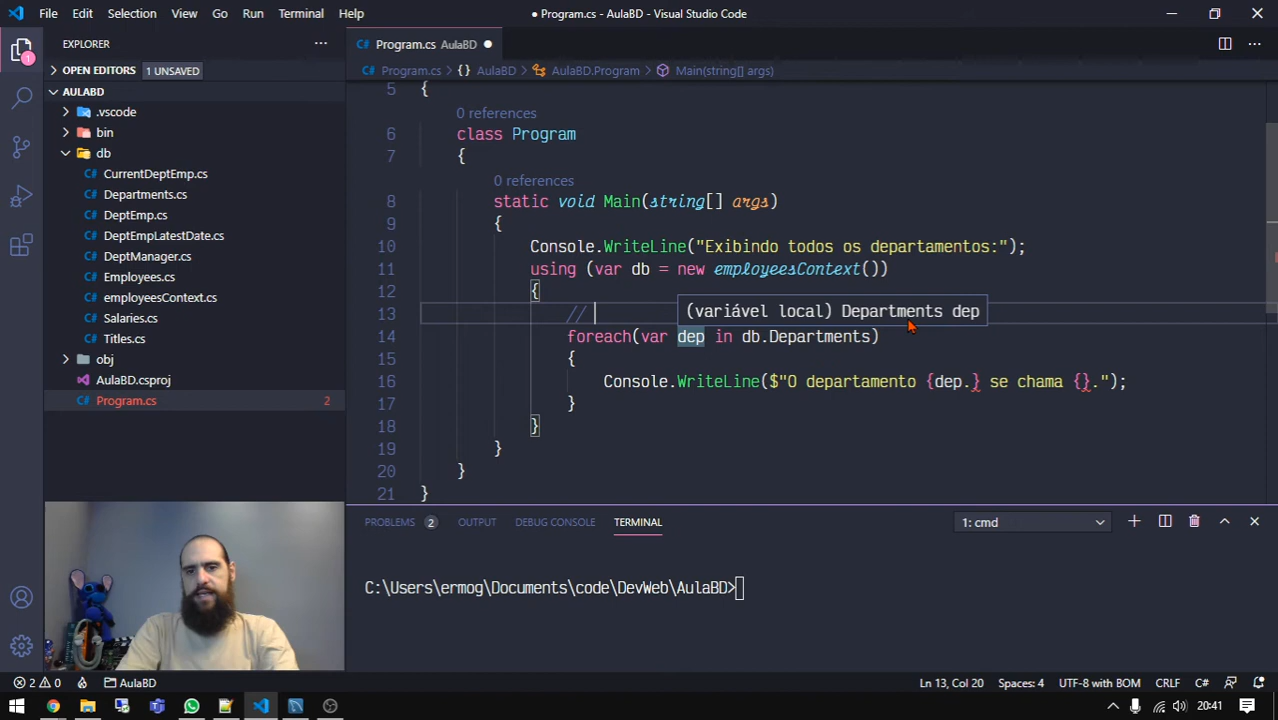 File Edit Selection View Go Run Terminal Help
● Program.cs - AulaBD - Visual Studio Code
EXPLORER
OPEN EDITORS 1 UNSAVED
AULABD
.vscode
bin
db
CurrentDeptEmp.cs
Departments.cs
DeptEmp.cs
DeptEmpLatestDate.cs
DeptManager.cs
Employees.cs
employeesContext.cs
Salaries.cs
Titles.cs
obj
AulaBD.csproj
Program.cs 2
1
Program.cs AulaBD ●
Program.cs {} AulaBD AulaBD.Program Main(string[] args)
5 {
0 references
6 class Program
7 {
0 references
8 static void Main(string[] args)
9 {
10 Console.WriteLine("Exibindo todos os departamentos:");
11 using (var db = new employeesContext())
12 {
13 //
(variável local) Departments dep
14 foreach(var dep in db.Departments)
15 {
16 Console.WriteLine($"O departamento {dep.} se chama {}.");
17 }
18 }
19 }
20 }
21 }
PROBLEMS 2 OUTPUT DEBUG CONSOLE TERMINAL 1: cmd
C:\Users\ermog\Documents\code\DevWeb\AulaBD>
2 0 AulaBD Ln 13, Col 20 Spaces: 4 UTF-8 with BOM CRLF C#
20:41